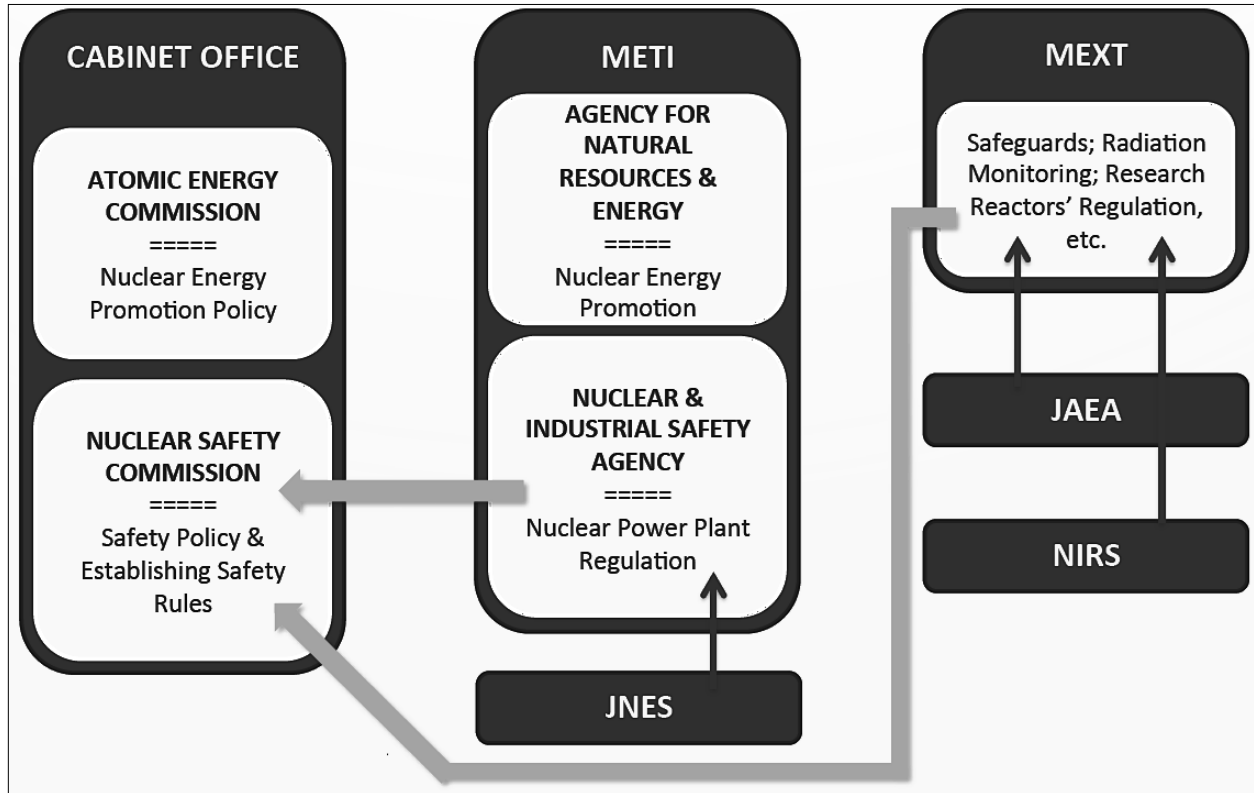 CABINET OFFICE
ATOMIC ENERGY
COMMISSION
=====
Nuclear Energy
Promotion Policy
NUCLEAR SAFETY
COMMISSION
=====
Safety Policy &
Establishing Safety
Rules
METI
AGENCY FOR
NATURAL
RESOURCES &
ENERGY
=====
Nuclear Energy
Promotion
NUCLEAR &
INDUSTRIAL SAFETY
AGENCY
=====
Nuclear Power Plant
Regulation
JNES
MEXT
Safeguards; Radiation
Monitoring; Research
Reactors’ Regulation,
etc.
JAEA
NIRS